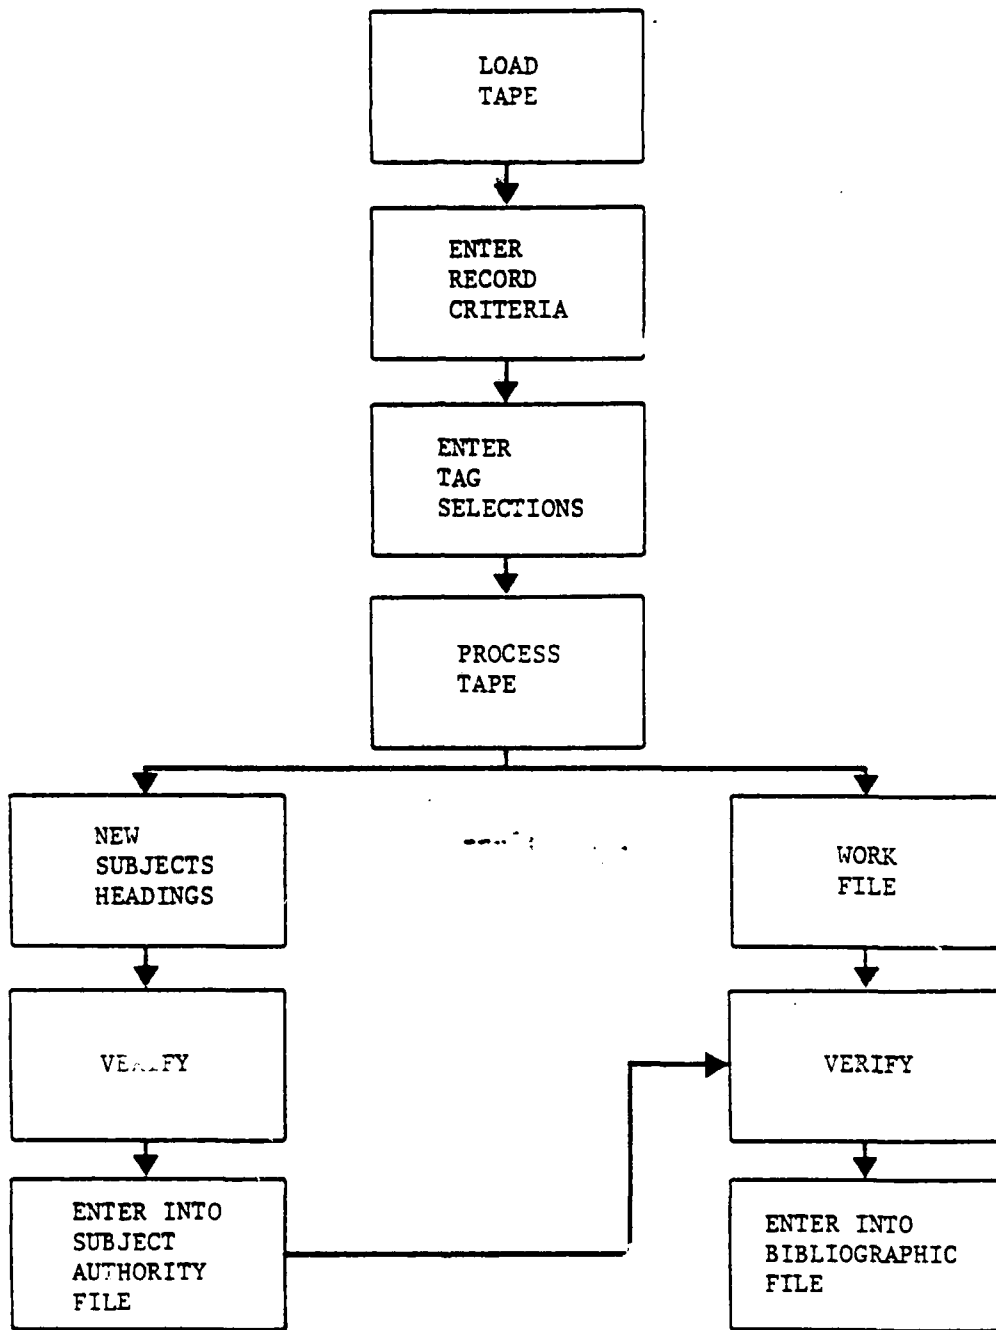 LOAD
TAPE
ENTER
RECORD
CRITERIA
ENTER
TAG
SELECTIONS
PROCESS
TAPE
NEW
SUBJECTS
HEADINGS
WORK
FILE
VERIFY
VERIFY
ENTER INTO
SUBJECT
AUTHORITY
FILE
ENTER INTO
BIBLIOGRAPHIC
FILE